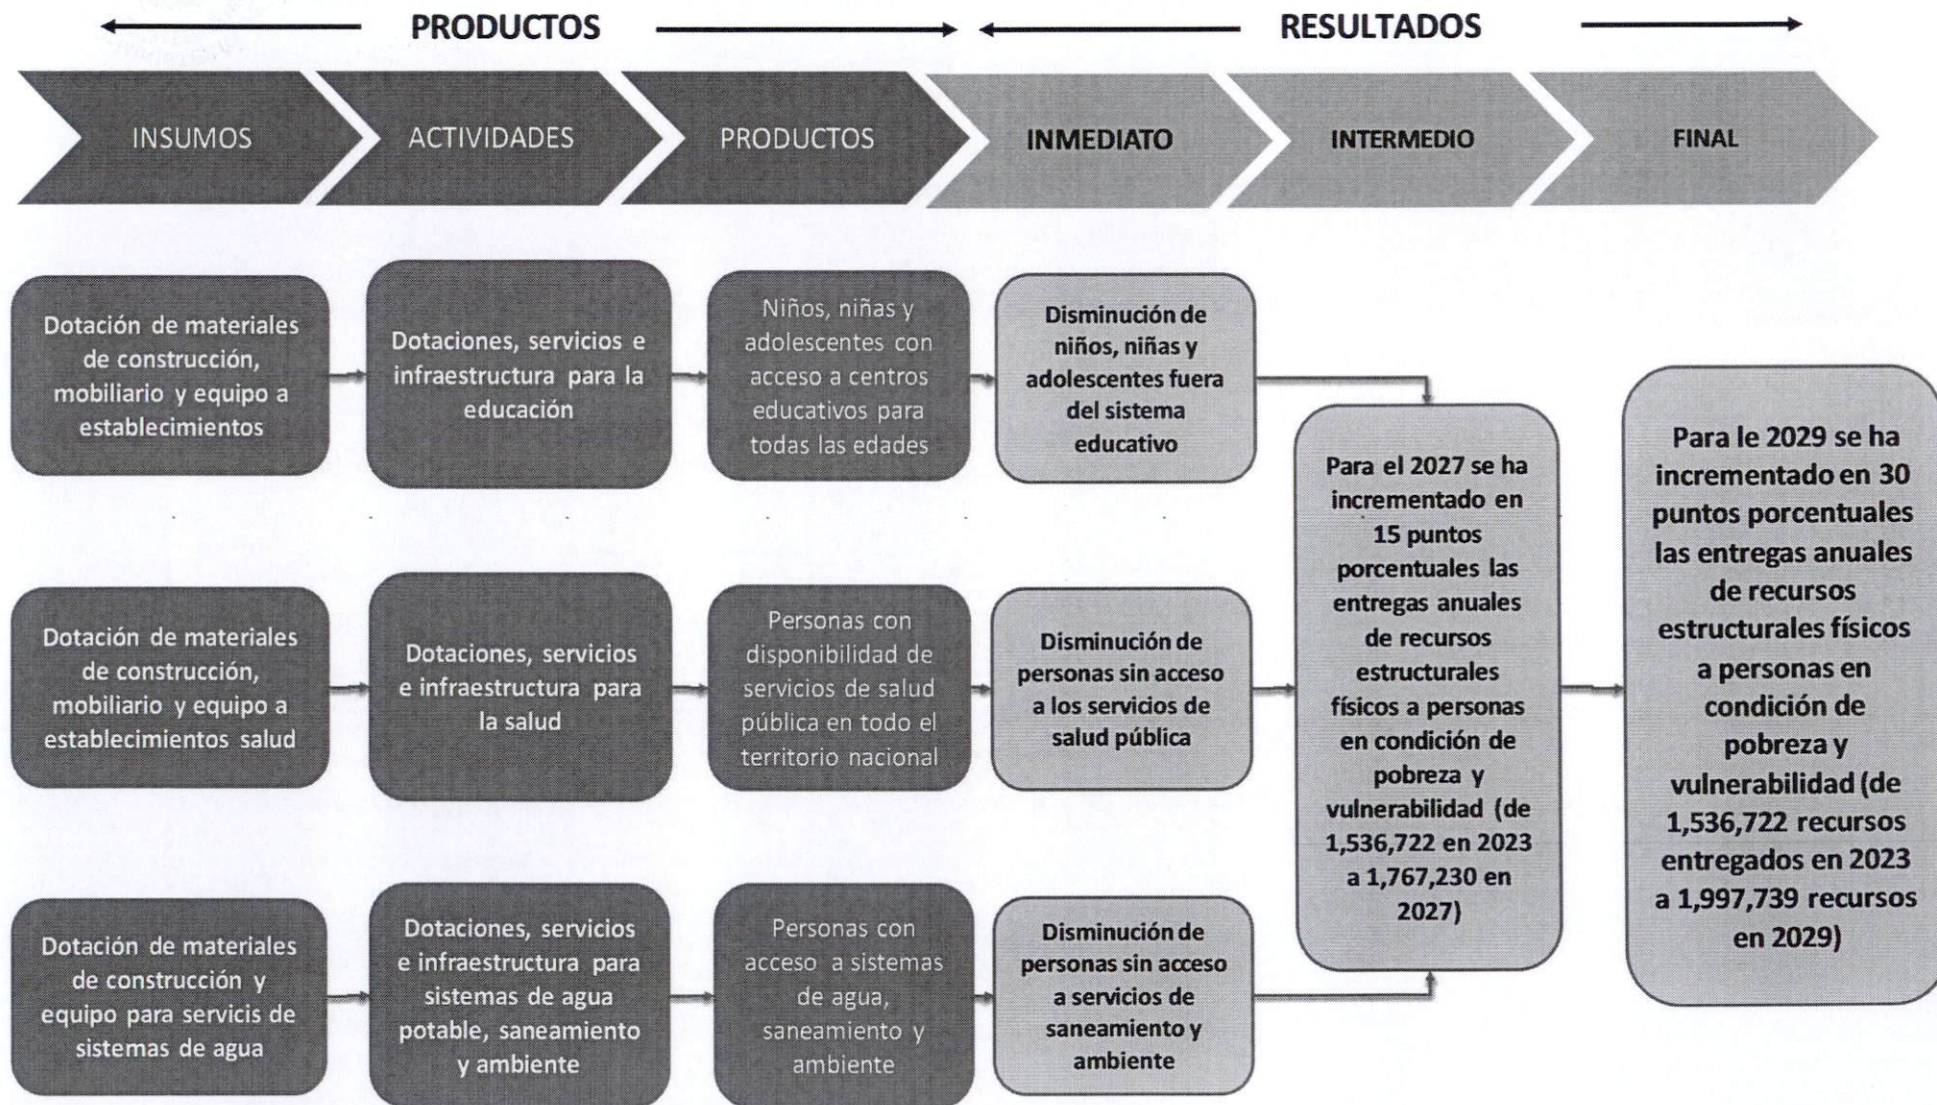 PRODUCTOS
RESULTADOS
INSUMOS
ACTIVIDADES
PRODUCTOS
INMEDIATO
INTERMEDIO
FINAL
Dotación de materiales
de construcción,
mobiliario y equipo a
establecimientos
Dotaciones, servicios e
infraestructura para la
educación
Niños, niñas y
adolescentes con
acceso a centros
educativos para
todas las edades
Disminución de
niños, niñas y
adolescentes fuera
del sistema
educativo
Dotación de materiales
de construcción,
mobiliario y equipo a
establecimientos salud
Dotaciones, servicios
e infraestructura para
la salud
Personas con
disponibilidad de
servicios de salud
pública en todo el
territorio nacional
Disminución de
personas sin acceso
a los servicios de
salud pública
Dotación de materiales
de construcción y
equipo para servicis de
sistemas de agua
Dotaciones, servicios
e infraestructura para
sistemas de agua
potable, saneamiento
y ambiente
Personas con
acceso a sistemas
de agua,
saneamiento y
ambiente
Disminución de
personas sin acceso
a servicios de
saneamiento y
ambiente
Para el 2027 se ha
incrementado en
15 puntos
porcentuales las
entregas anuales
de recursos
estructurales
físicos a personas
en condición de
pobreza y
vulnerabilidad (de
1,536,722 en 2023
a 1,767,230 en
2027)
Para le 2029 se ha
incrementado en 30
puntos porcentuales
las entregas anuales
de recursos
estructurales físicos
a personas en
condición de
pobreza y
vulnerabilidad (de
1,536,722 recursos
entregados en 2023
a 1,997,739 recursos
en 2029)